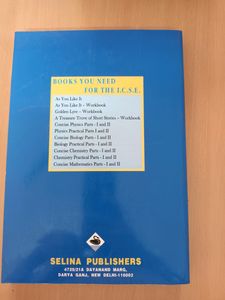 BOOKS YOU NEED
FOR THE I.C.S.E.
As You Like It
As You Like It - Workbook
Golden Lyre - Workbook
A Treasure Trove of Short Stories - Workbook
Concise Physics Parts - I and II
Physics Practical Parts I and II
Concise Biology Parts - I and II
Biology Practical Parts - I and II
Concise Chemistry Parts - I and II
Chemistry Practical Parts - I and II
Concise Mathematics Parts - I and II
SELINA PUBLISHERS
4725/21A DAYANAND MARG,
DARYA GANJ, NEW DELHI-110002